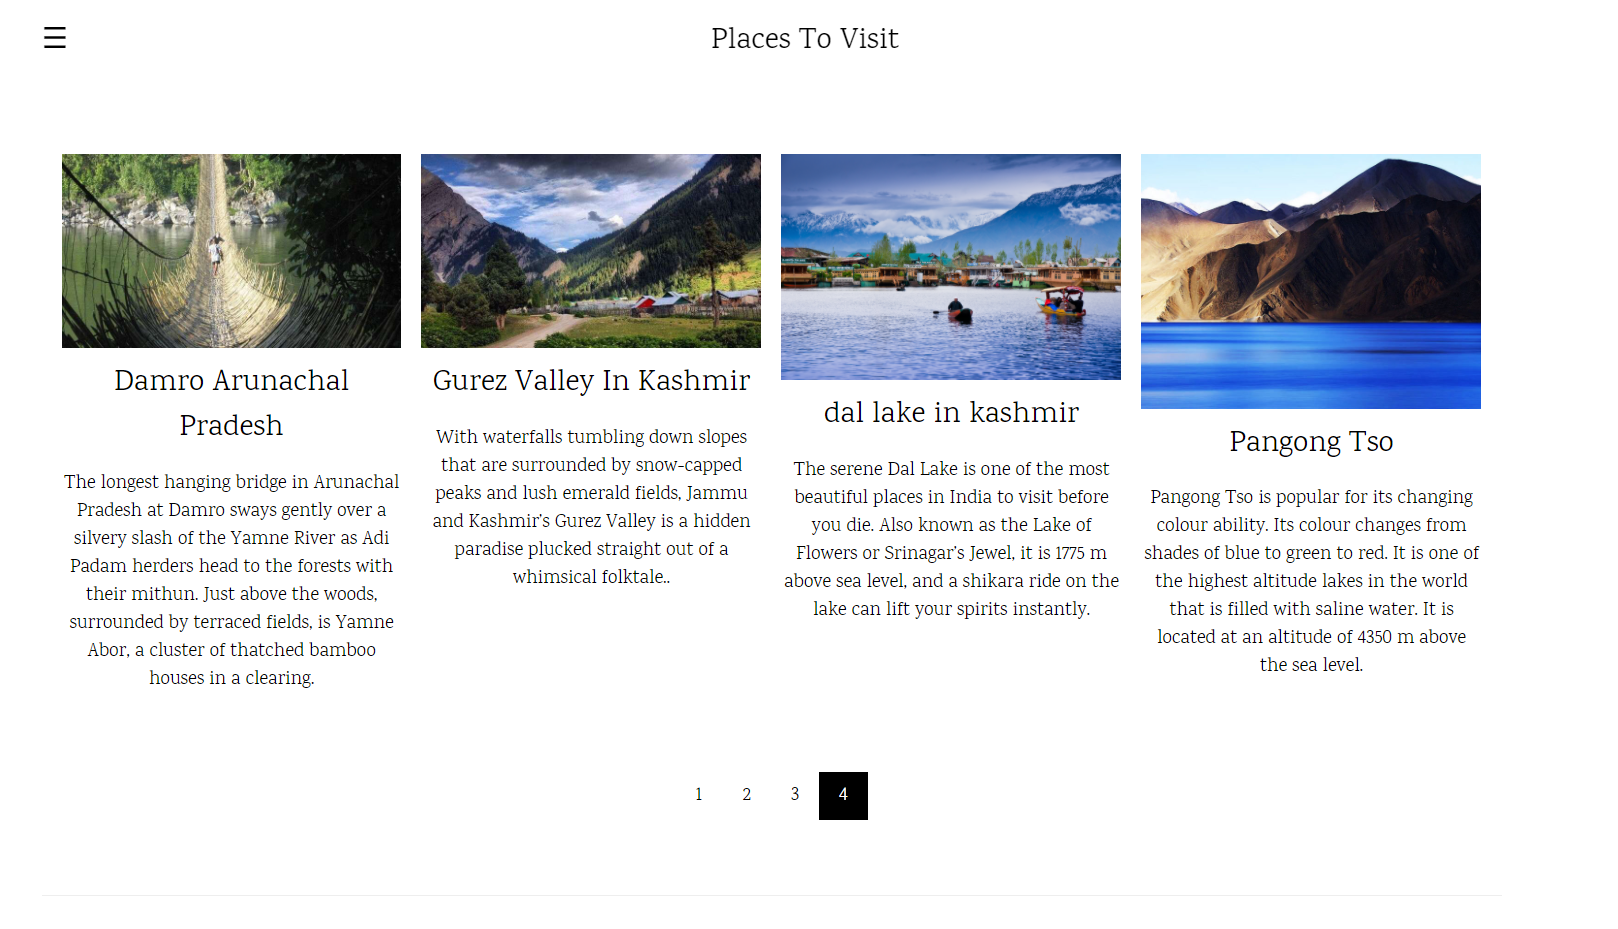 ☰
Places To Visit
Damro Arunachal
Pradesh
The longest hanging bridge in Arunachal
Pradesh at Damro sways gently over a
silvery slash of the Yamne River as Adi
Padam herders head to the forests with
their mithun. Just above the woods,
surrounded by terraced fields, is Yamne
Abor, a cluster of thatched bamboo
houses in a clearing.
Gurez Valley In Kashmir
With waterfalls tumbling down slopes
that are surrounded by snow-capped
peaks and lush emerald fields, Jammu
and Kashmir's Gurez Valley is a hidden
paradise plucked straight out of a
whimsical folktale..
dal lake in kashmir
The serene Dal Lake is one of the most
beautiful places in India to visit before
you die. Also known as the Lake of
Flowers or Srinagar's Jewel, it is 1775 m
above sea level, and a shikara ride on the
lake can lift your spirits instantly.
Pangong Tso
Pangong Tso is popular for its changing
colour ability. Its colour changes from
shades of blue to green to red. It is one of
the highest altitude lakes in the world
that is filled with saline water. It is
located at an altitude of 4350 m above
the sea level.
1 2 3 4